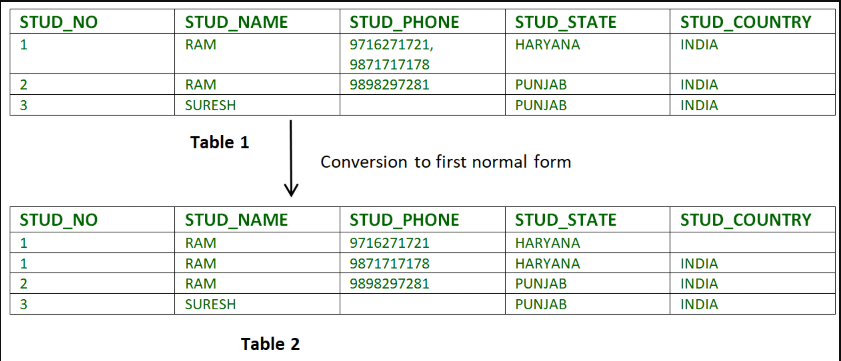 STUD_NO STUD_NAME STUD_PHONE STUD_STATE STUD_COUNTRY
1 RAM 9716271721, HARYANA INDIA
9871717178
2 RAM 9898297281 PUNJAB INDIA
3 SURESH PUNJAB INDIA
Table 1
Conversion to first normal form
STUD_NO STUD_NAME STUD_PHONE STUD_STATE STUD_COUNTRY
1 RAM 9716271721 HARYANA
1 RAM 9871717178 HARYANA INDIA
2 RAM 9898297281 PUNJAB INDIA
3 SURESH PUNJAB INDIA
Table 2